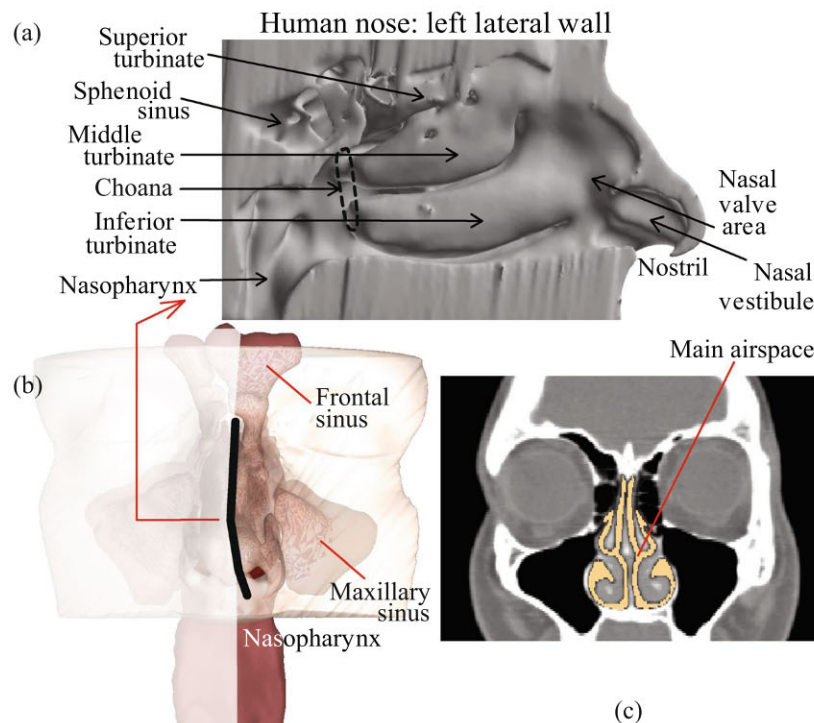 (a)
Human nose: left lateral wall
Superior
turbinate
Sphenoid
sinus
Middle
turbinate
Choana
Inferior
turbinate
Nasopharynx
Nasal
valve
area
Nostril
Nasal
vestibule
(b)
Frontal
sinus
Maxillary
sinus
Nasopharynx
Main airspace
(c)